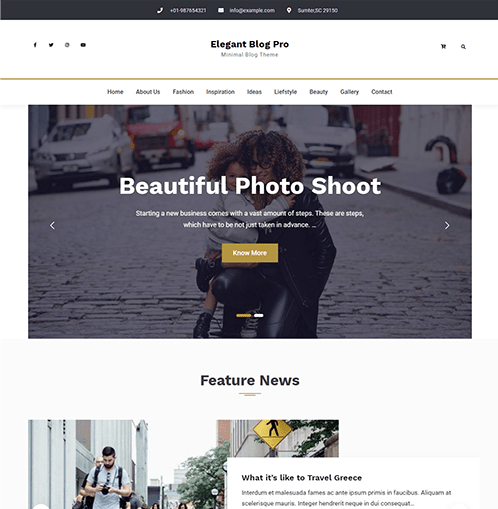 +01-987654321 info@example.com Sumter,SC 29150
Elegant Blog Pro
Minimal Blog Theme
Home About Us Fashion Inspiration Ideas Liefstyle Beauty Gallery Contact
Beautiful Photo Shoot
Starting a new business comes with a vast amount of steps. These are steps,
which have to be not just taken in advance. ...
Know More
Feature News
What it's like to Travel Greece
Interdum et malesuada fames ac ante ipsum primis in faucibus. Aliquam at
scelerisque mauris. Integer hendrerit neque in dui consequat...